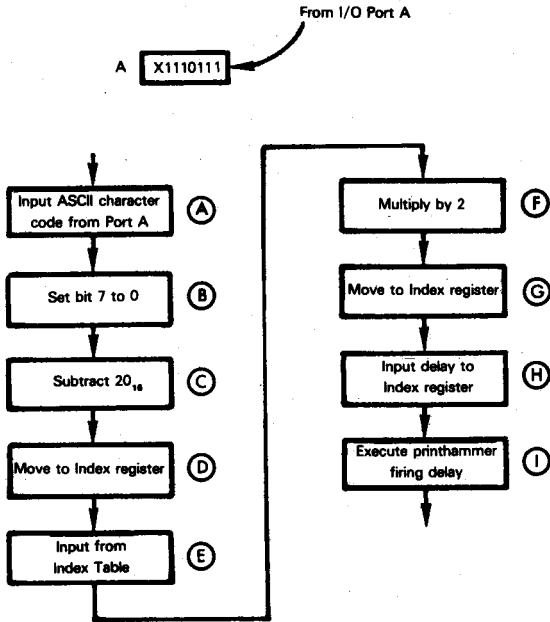 From I/O Port A
A X1110111
Input ASCII character
code from Port A
A
Set bit 7 to 0
B
Subtract 20₁₆
C
Move to Index register
D
Input from
Index Table
E
Multiply by 2
F
Move to Index register
G
Input delay to
Index register
H
Execute printhammer
firing delay
I